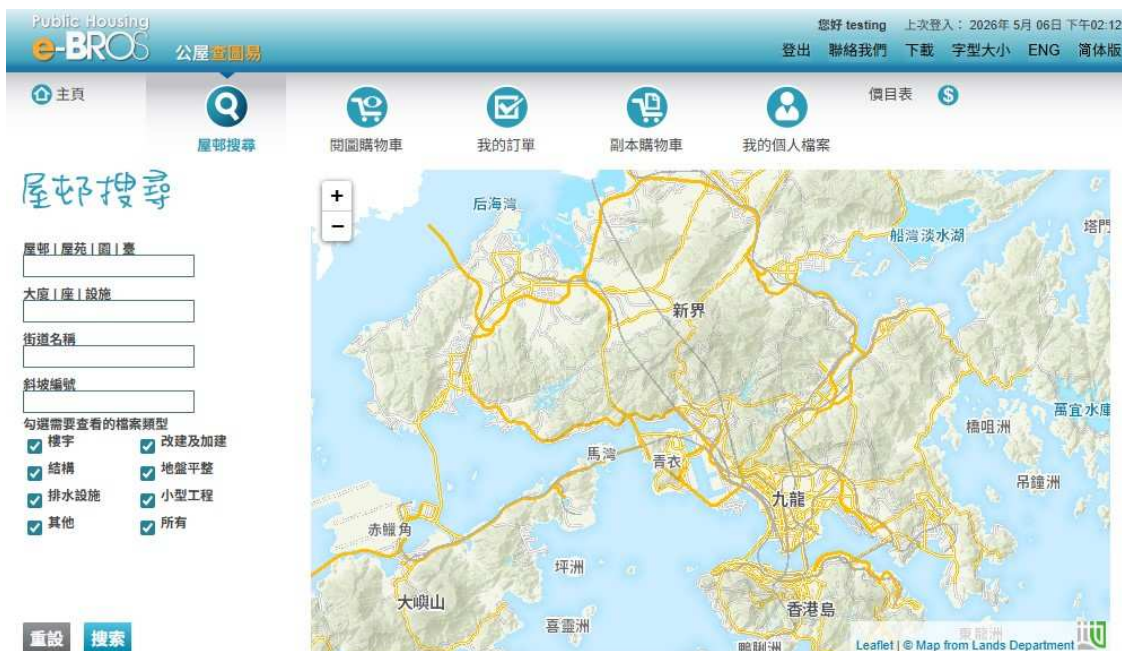 Public Housing
e-BROS 公屋查圖易
您好 testing 上次登入： 2026年 5月 06日 下午02:12
登出 聯絡我們 下載 字型大小 ENG 简体版
主頁
屋邨搜尋
閱圖購物車
我的訂單
副本購物車
我的個人檔案
價目表 $
屋邨搜尋
屋邨 | 屋苑 | 園 | 臺
大廈 | 座 | 設施
街道名稱
斜坡編號
勾選需要查看的檔案類型
樓宇 改建及加建
結構 地盤平整
排水設施 小型工程
其他 所有
重設 搜索
+
−
后海灣
船灣淡水湖
塔門
新界
萬宜水庫
橋咀洲
馬灣
青衣
吊鐘洲
九龍
赤鱲角
坪洲
大嶼山
香港島
喜靈洲
東龍洲
鴨脷洲
Leaflet | © Map from Lands Department